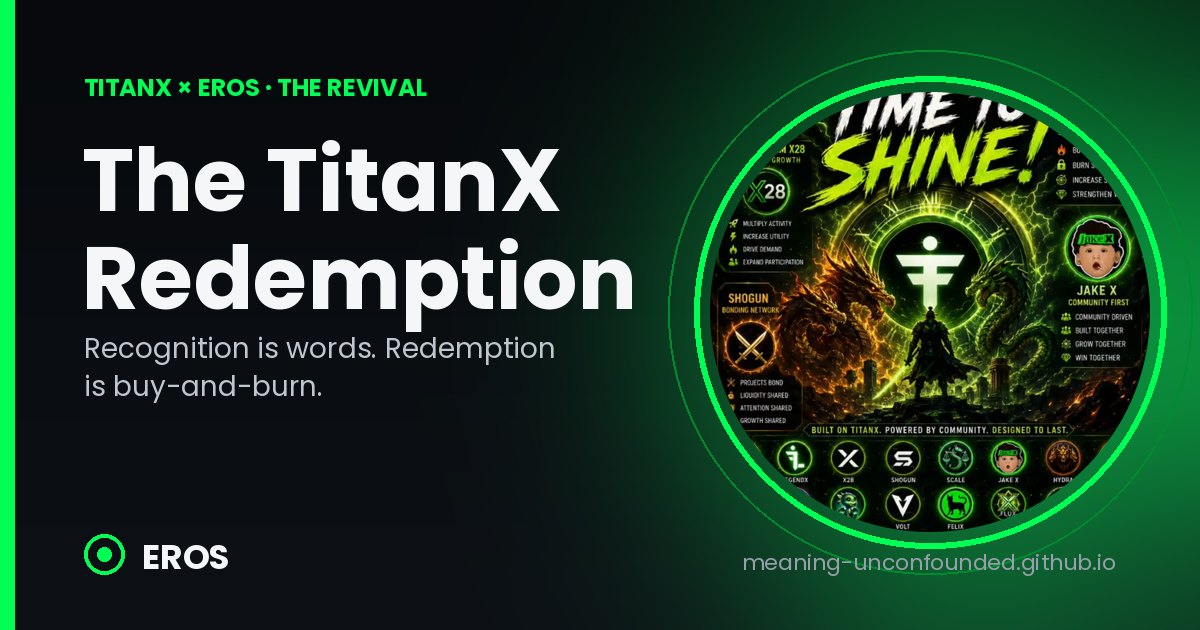 TITANX × EROS · THE REVIVAL
The TitanX
Redemption
Recognition is words. Redemption
is buy-and-burn.
EROS
TIME TO
SHINE!
X28
GROWTH
X28
MULTIPLY ACTIVITY
INCREASE UTILITY
DRIVE DEMAND
EXPAND PARTICIPATION
SHOGUN
BONDING NETWORK
PROJECTS BOND
LIQUIDITY SHARED
ATTENTION SHARED
GROWTH SHARED
BURN
INCREASE
STRENGTHEN
JAKEX
JAKE X
COMMUNITY FIRST
COMMUNITY DRIVEN
BUILT TOGETHER
GROW TOGETHER
WIN TOGETHER
BUILT ON TITANX. POWERED BY COMMUNITY. DESIGNED TO LAST.
X28
SHOGUN
SCALE
JAKE X
VOLT
FELIX
FLUX
meaning-unconfounded.github.io